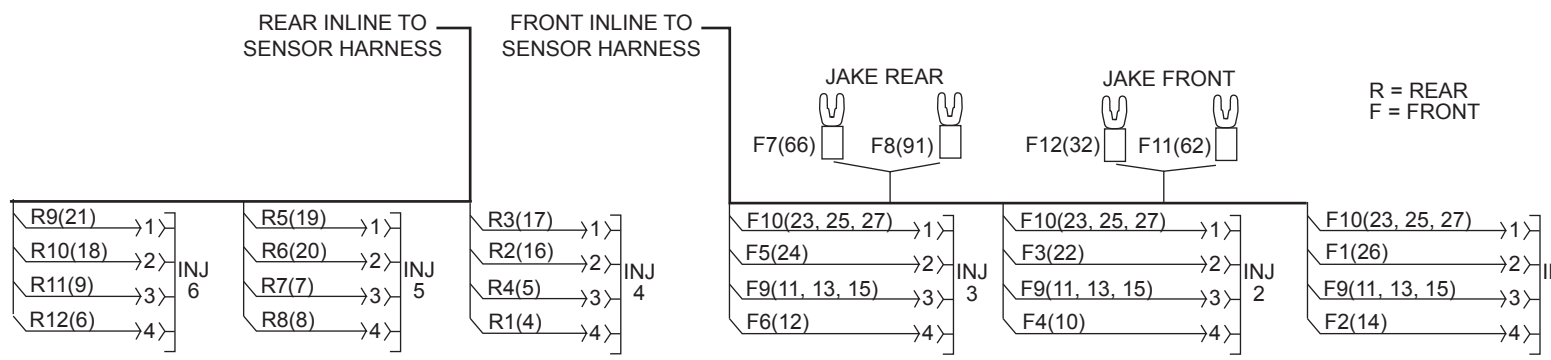 REAR INLINE TO
SENSOR HARNESS
FRONT INLINE TO
SENSOR HARNESS
JAKE REAR
JAKE FRONT
R = REAR
F = FRONT
F7(66)
F8(91)
F12(32)
F11(62)
R9(21)
1
R10(18)
2
R11(9)
3
R12(6)
4
INJ
6
R5(19)
1
R6(20)
2
R7(7)
3
R8(8)
4
INJ
5
R3(17)
1
R2(16)
2
R4(5)
3
R1(4)
4
INJ
4
F10(23, 25, 27)
1
F5(24)
2
F9(11, 13, 15)
3
F6(12)
4
INJ
3
F10(23, 25, 27)
1
F3(22)
2
F9(11, 13, 15)
3
F4(10)
4
INJ
2
F10(23, 25, 27)
1
F1(26)
2
F9(11, 13, 15)
3
F2(14)
4